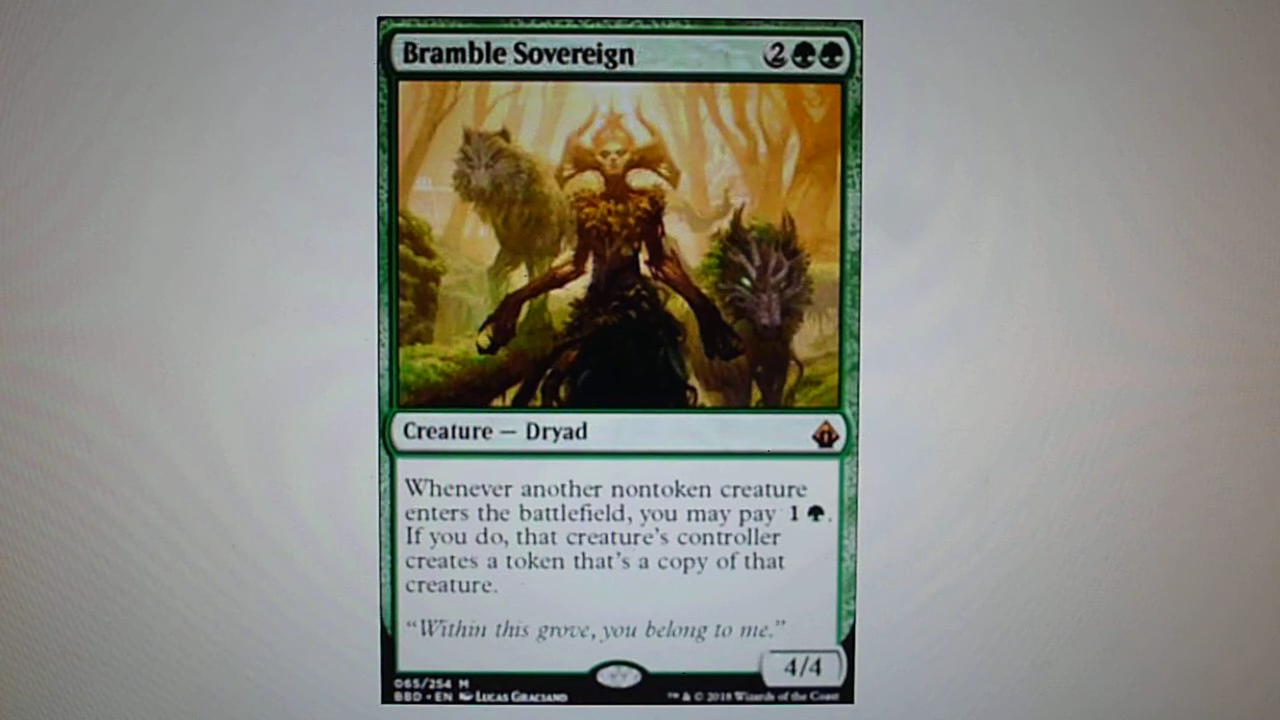 Bramble Sovereign 2
Creature — Dryad
Whenever another nontoken creature
enters the battlefield, you may pay 1 .
If you do, that creature's controller
creates a token that's a copy of that
creature.
"Within this grove, you belong to me."
4/4
065/254 M
BBD • EN Lucas Graciano
™ & © 2018 Wizards of the Coast